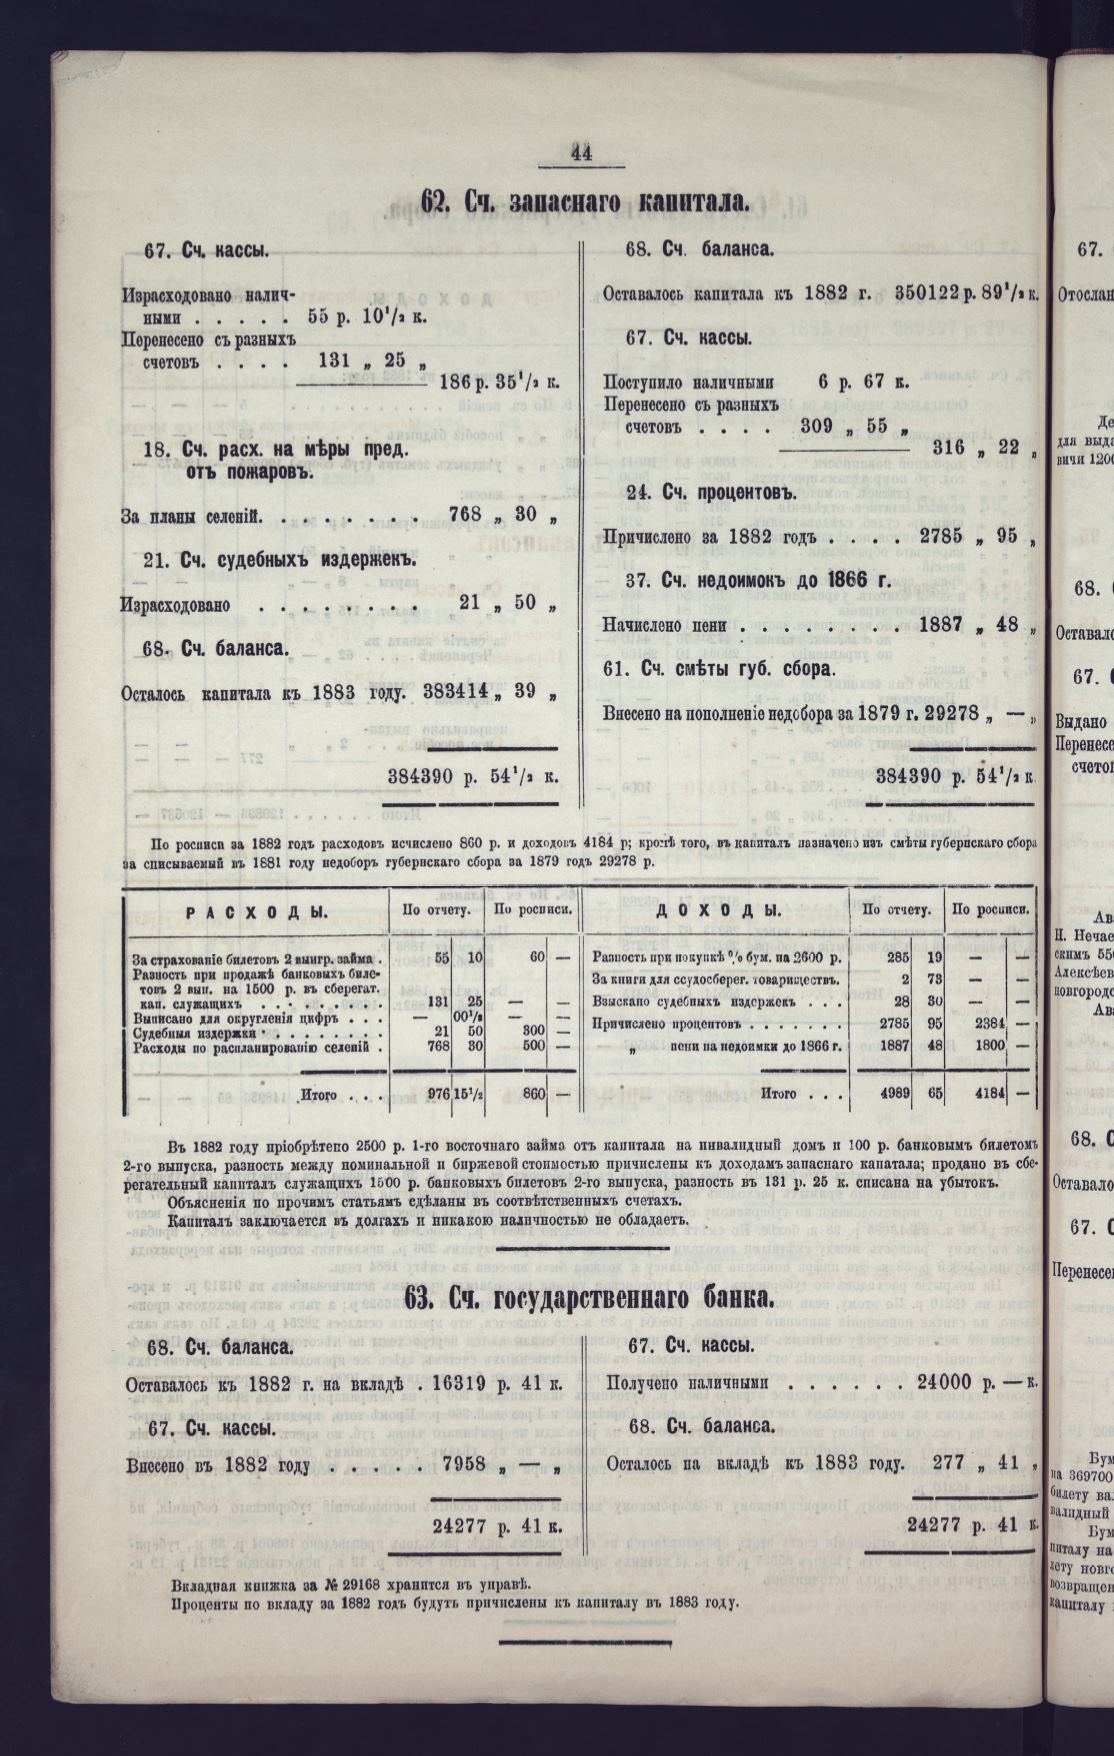 44
62. Сч. запаснаго капитала.
67. Сч. кассы.
Израсходовано налич-
ными . . . . . 55 р. 10¹/₂ к.
Перенесено съ разныхъ
счетовъ . . . . 131 „ 25 „
186 р. 35¹/₂ к.
18. Сч. расх. на мѣры пред.
отъ пожаровъ.
За планы селеній. . . . . . . . 768 „ 30 „
21. Сч. судебныхъ издержекъ.
Израсходовано . . . . . . . . 21 „ 50 „
68. Сч. баланса.
Осталось капитала къ 1883 году. 383414 „ 39 „
384390 р. 54¹/₂ к.
68. Сч. баланса.
Оставалось капитала къ 1882 г. 350122 р. 89¹/₂ к.
67. Сч. кассы.
Поступило наличными 6 р. 67 к.
Перенесено съ разныхъ
счетовъ . . . . 309 „ 55 „
316 „ 22 „
24. Сч. процентовъ.
Причислено за 1882 годъ . . . . 2785 „ 95 „
37. Сч. недоимокъ до 1866 г.
Начислено пени . . . . . . . . 1887 „ 48 „
61. Сч. смѣты губ. сбора.
Внесено на пополненіе недобора за 1879 г. 29278 „ — „
384390 р. 54¹/₂ к
По росписи за 1882 годъ расходовъ исчислено 860 р. и доходовъ 4184 р; кромѣ того, въ капиталъ назначено изъ смѣты губернскаго сбора
за списываемый въ 1881 году недоборъ губернскаго сбора за 1879 годъ 29278 р.
РАСХОДЫ. По отчету. По росписи.
За страхованіе билетовъ 2 выигр. займа . 55 10 60 —
Разность при продажѣ банковыхъ биле-
товъ 2 вып. на 1500 р. въ сберегат.
кап. служащихъ . . . . . . . . 131 25 — —
Выписано для округленія цифръ . . . — 00¹/₂ — —
Судебныя издержки . . . . . . . . 21 50 300 —
Расходы по распланированію селеній . 768 30 500 —
Итого . . . 976 15¹/₂ 860 —
ДОХОДЫ. По отчету. По росписи.
Разность при покупкѣ % бум. на 2600 р. 285 19 — —
За книги для ссудосберег. товариществъ. 2 73 — —
Взыскано судебныхъ издержекъ . . . 28 30 — —
Причислено процентовъ . . . . . . . 2785 95 2384 —
„ пени на недоимки до 1866 г. 1887 48 1800 —
Итого . . . 4989 65 4184 —
Въ 1882 году пріобрѣтено 2500 р. 1-го восточнаго займа отъ капитала на инвалидный домъ и 100 р. банковымъ билетомъ
2-го выпуска, разность между номинальной и биржевой стоимостью причислены къ доходамъ запаснаго капатала; продано въ сбе-
регательный капиталъ служащихъ 1500 р. банковыхъ билетовъ 2-го выпуска, разность въ 131 р. 25 к. списана на убытокъ.
Объясненія по прочимъ статьямъ сдѣланы въ соотвѣтственныхъ счетахъ.
Капиталъ заключается въ долгахъ и никакою наличностью не обладаетъ.
63. Сч. государственнаго банка.
68. Сч. баланса.
Оставалось къ 1882 г. на вкладѣ . 16319 р. 41 к.
67. Сч. кассы.
Внесено въ 1882 году . . . . . 7958 „ — „
24277 р. 41 к.
67. Сч. кассы.
Получено наличными . . . . . . 24000 р. — к.
68. Сч. баланса.
Осталось на вкладѣ къ 1883 году. 277 „ 41 „
24277 р. 41 к.
Вкладная книжка за № 29168 хранится въ управѣ.
Проценты по вкладу за 1882 годъ будутъ причислены къ капиталу въ 1883 году.
67.
68.
67.
68.
67.